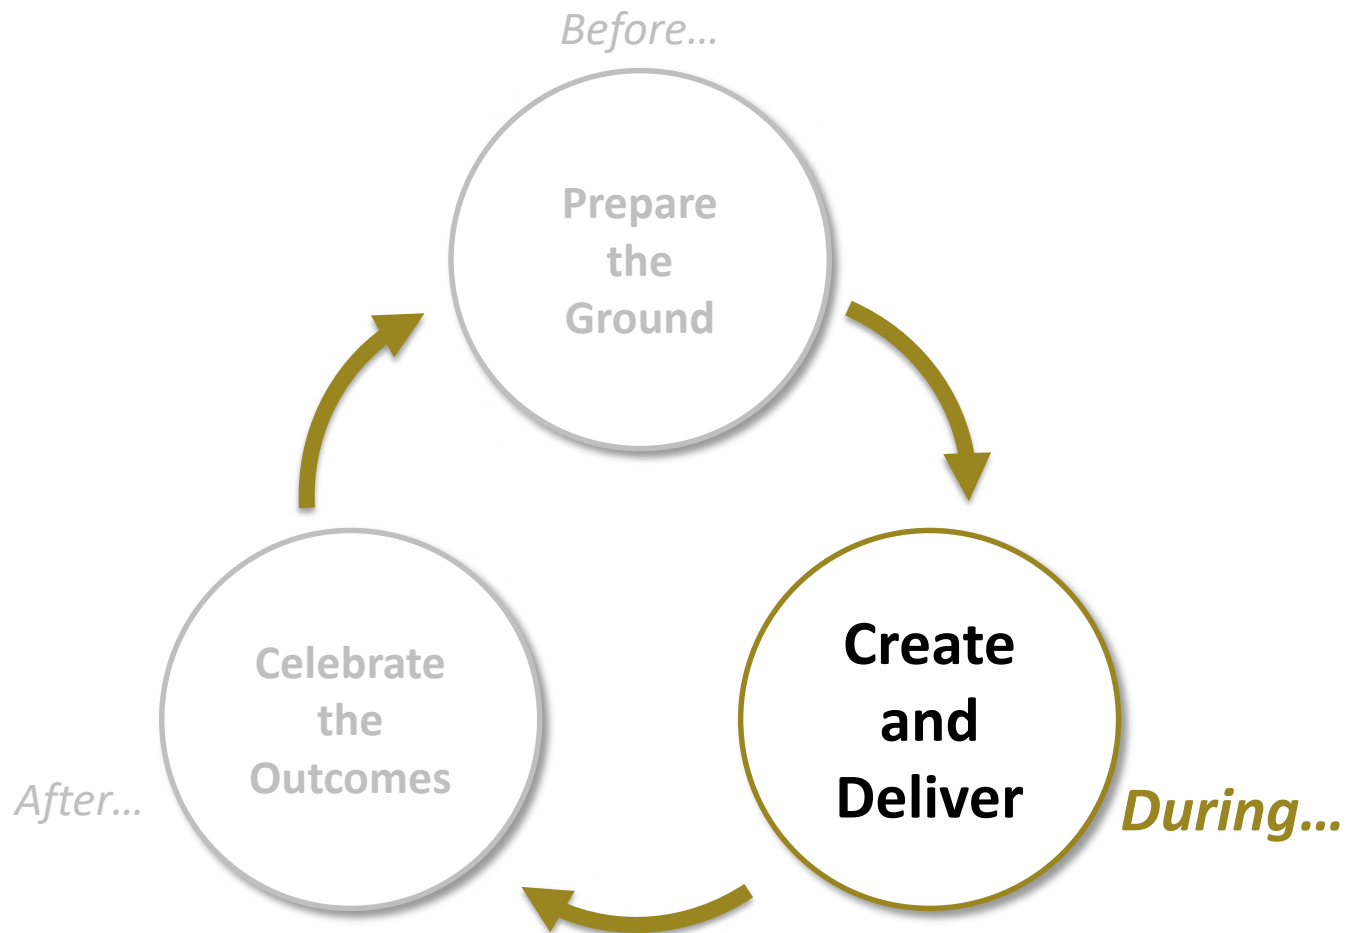 Before…
Prepare
the
Ground
Create
and
Deliver
During…
Celebrate
the
Outcomes
After…